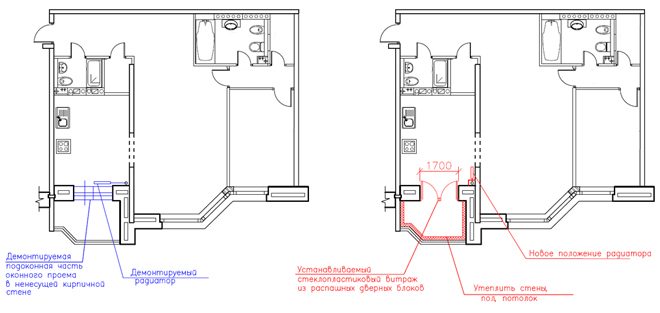 Демонтируемая
подоконная часть
оконного проема
в ненесущей кирпичной
стене
Демонтируемый
радиатор
1700
Новое положение радиатора
Устанавливаемый
стеклопластиковый витраж
из распашных дверных блоков
Утеплить стены,
пол, потолок